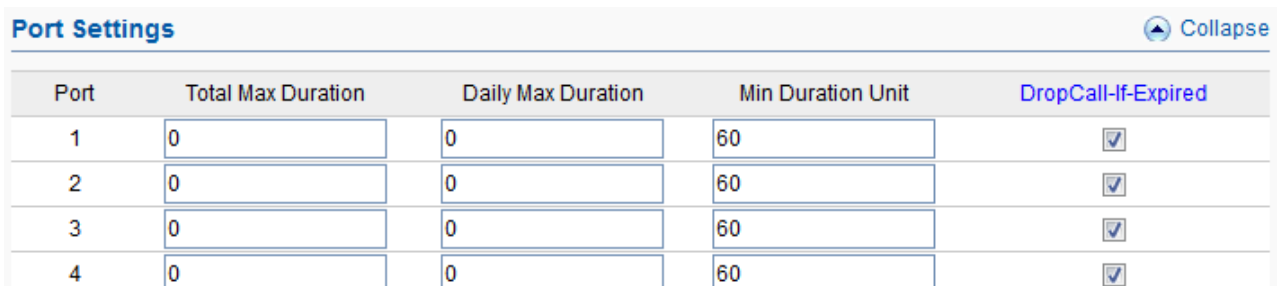 Port Settings Collapse
Port Total Max Duration Daily Max Duration Min Duration Unit DropCall-If-Expired
1 0 0 60
2 0 0 60
3 0 0 60
4 0 0 60